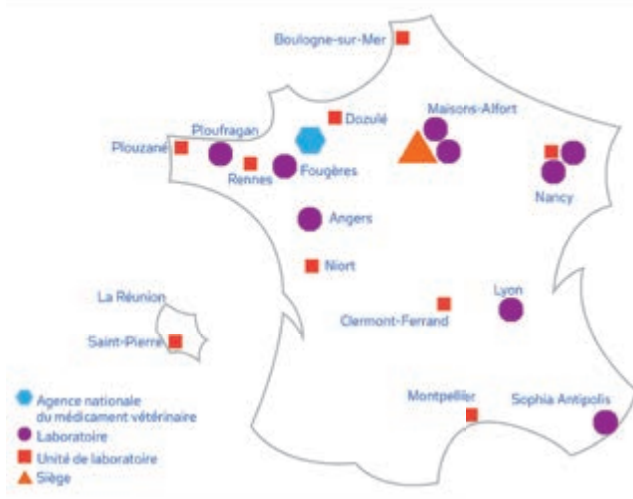 Boulogne-sur-Mer
Dozulé
Maisons-Alfort
Ploufragan
Plouzané
Rennes
Fougères
Nancy
Angers
Niort
La Réunion
Lyon
Clermont-Ferrand
Saint-Pierre
Montpellier
Sophia Antipolis
Agence nationale
du médicament vétérinaire
Laboratoire
Unité de laboratoire
Siège